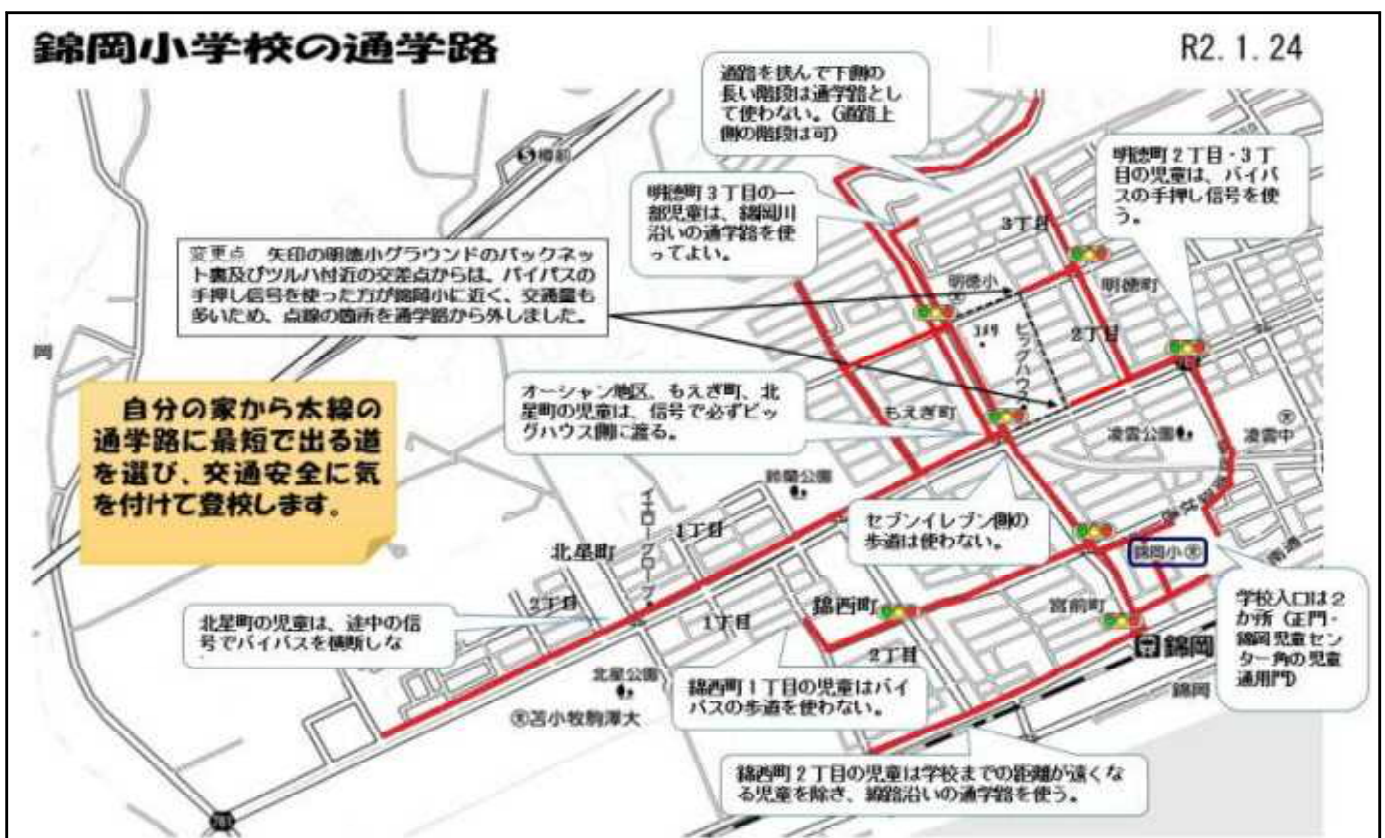 錦岡小学校の通学路
R2.1.24
道路を挟んで下側の
長い階段は通学路とし
て使わない。(道路上
側の階段は可)
明徳町2丁目・3丁
目の児童は、バイパ
スの手押し信号を使
う。
樽前
明徳町3丁目の一
部児童は、錦岡川
沿いの通学路を使
ってよい。
3丁目
変更点 矢印の明徳小グラウンドのバックネッ
ト裏及びツルハ付近の交差点からは、バイパスの
手押し信号を使った方が錦岡小に近く、交通量も
多いため、点線の箇所を通学路から外しました。
明徳小
明徳町
2丁目
ビッグハウス
岡
自分の家から太線の
通学路に最短で出る道
を選び、交通安全に気
を付けて登校します。
オーシャン地区、もえぎ町、北
星町の児童は、信号で必ずビッ
グハウス側に渡る。
もえぎ町
凌雲公園
凌雲中
鈴蘭公園
イエローグローブ
セブンイレブン側の
歩道は使わない。
1丁目
北星町
錦岡小
2丁目
錦西町
宮前町
1丁目
2丁目
北星町の児童は、途中の信
号でバイパスを横断しな
学校入口は2
か所(正門・
錦岡児童セン
ター角の児童
通用門)
錦岡
錦岡
北星公園
苫小牧駒澤大
錦西町1丁目の児童はバイ
パスの歩道を使わない。
錦西町2丁目の児童は学校までの距離が遠くな
る児童を除き、線路沿いの通学路を使う。
781